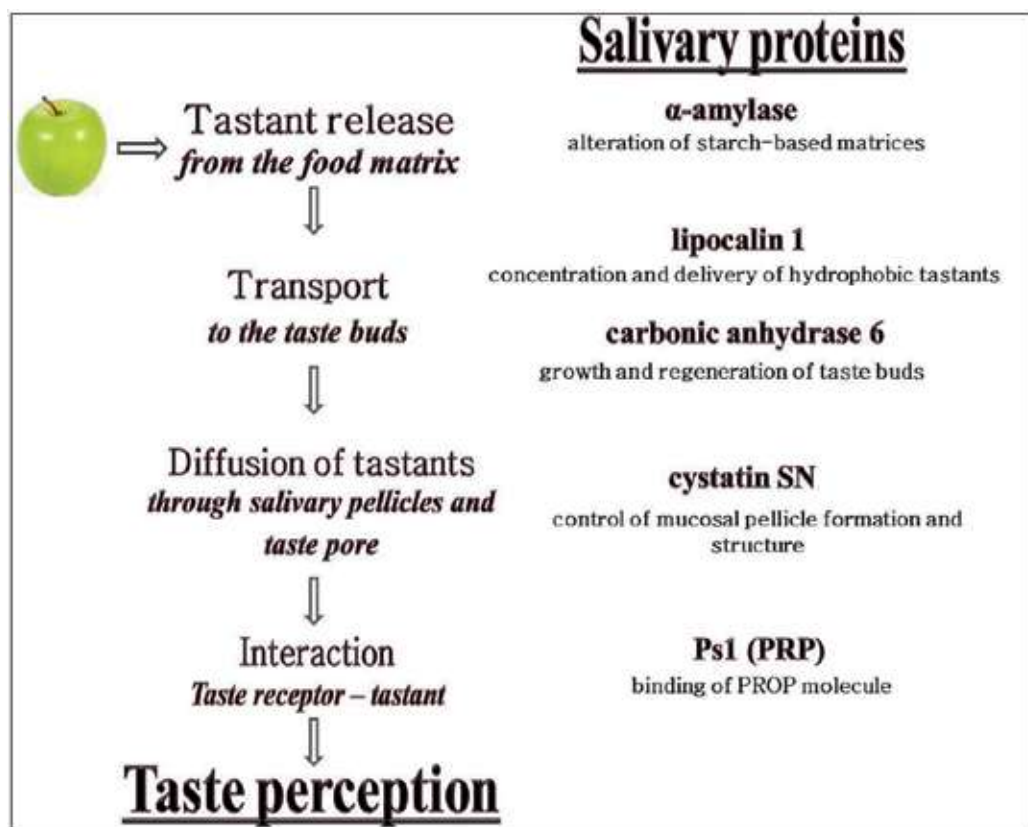 Salivary proteins
Tastant release
from the food matrix
α-amylase
alteration of starch-based matrices
Transport
to the taste buds
lipocalin 1
concentration and delivery of hydrophobic tastants
carbonic anhydrase 6
growth and regeneration of taste buds
Diffusion of tastants
through salivary pellicles and
taste pore
cystatin SN
control of mucosal pellicle formation and
structure
Interaction
Taste receptor – tastant
Ps1 (PRP)
binding of PROP molecule
Taste perception